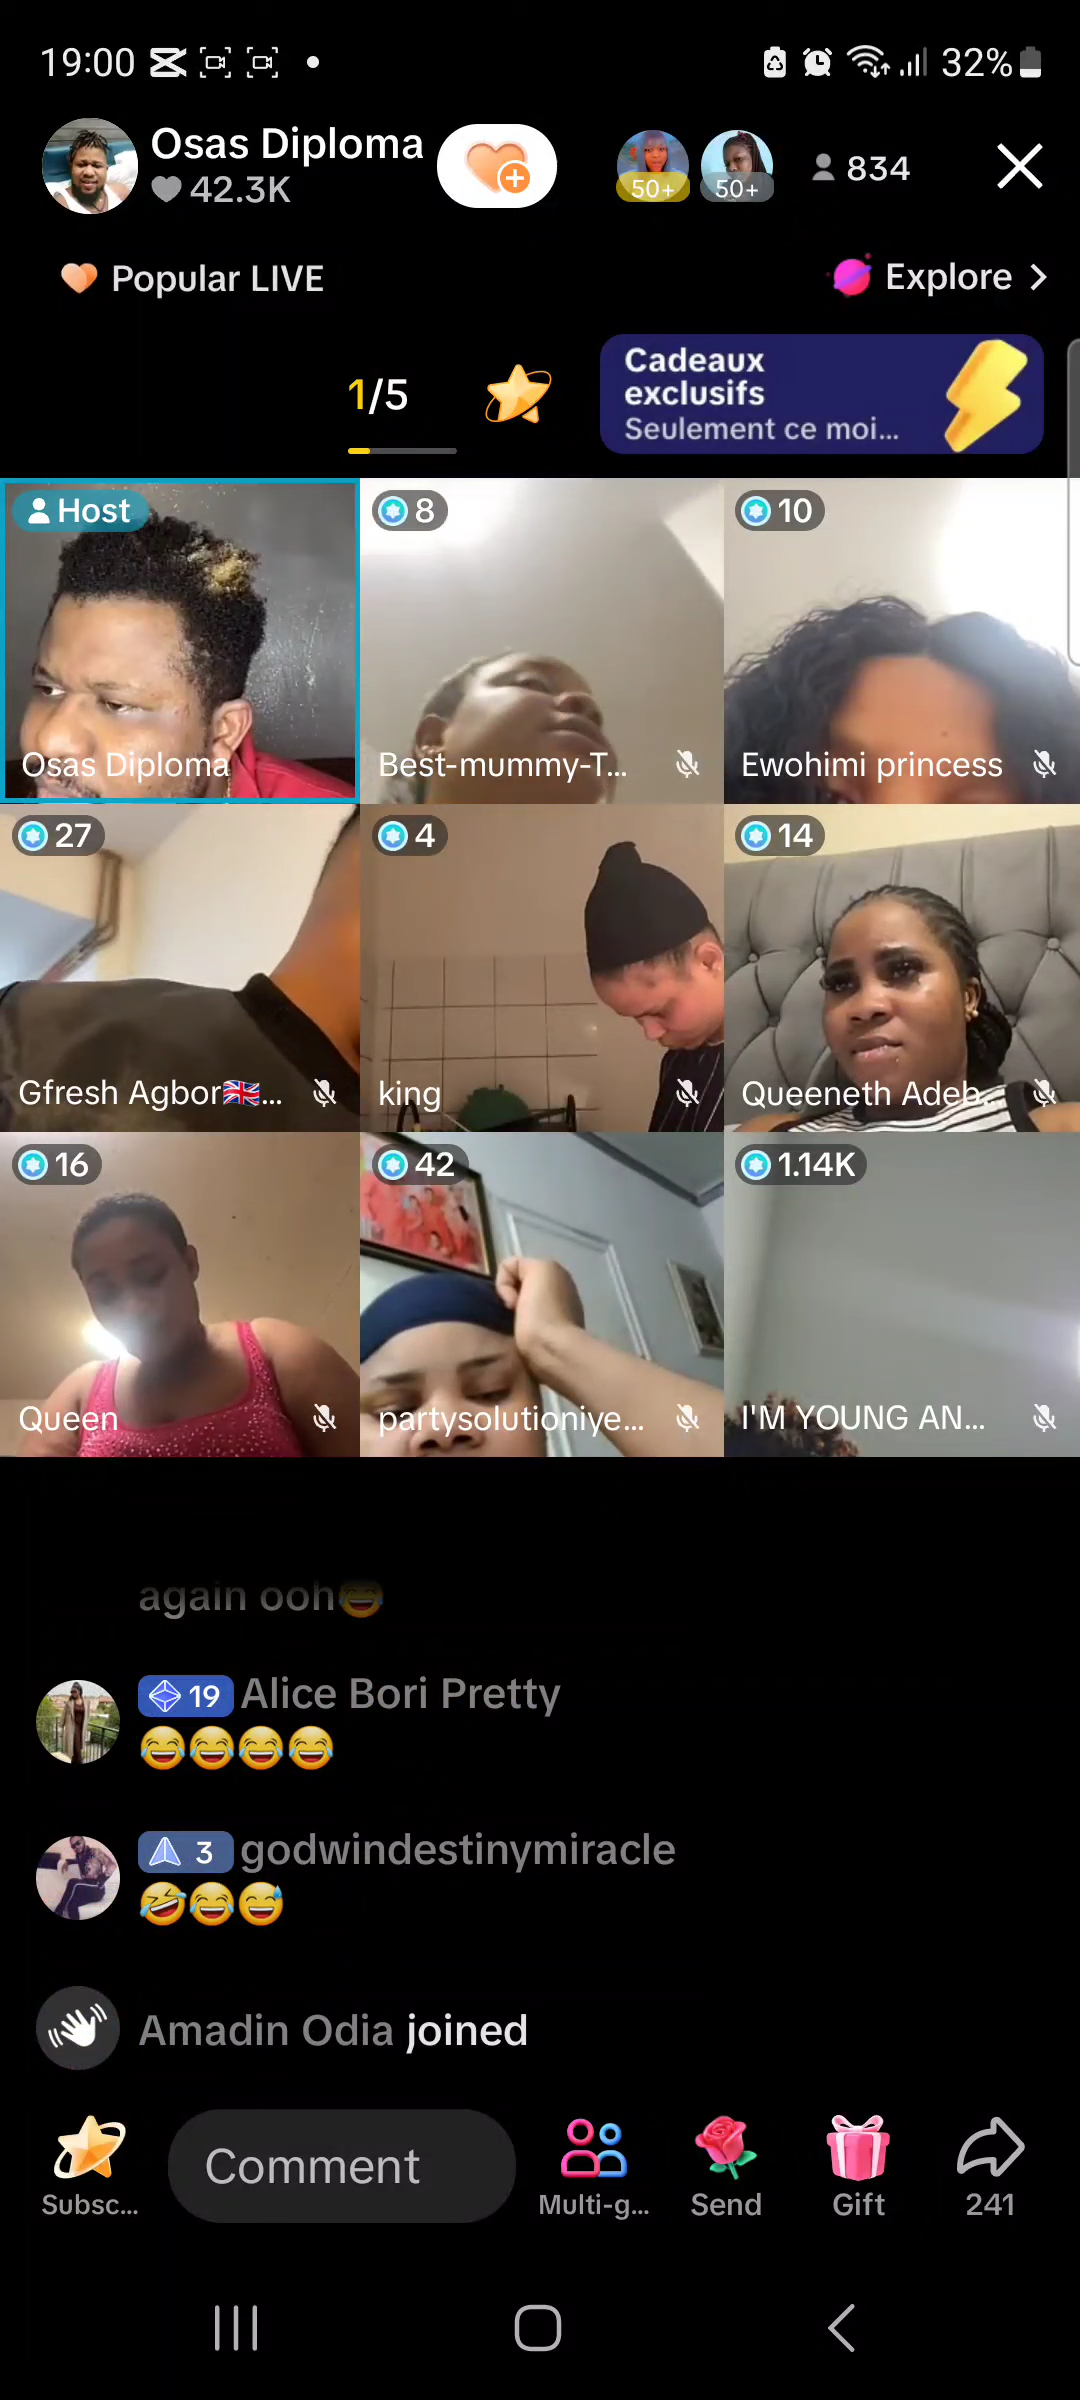 19:00
32%
Osas Diploma
42.3K
50+
50+
834
Popular LIVE
Explore
1/5
Cadeaux
exclusifs
Seulement ce moi...
Host
Osas Diploma
8
Best-mummy-T...
10
Ewohimi princess
27
Gfresh Agbor🇬🇧...
4
king
14
Queeneth Adeb...
16
Queen
42
partysolutioniye...
1.14K
I'M YOUNG AN...
again ooh😂
19 Alice Bori Pretty
😂😂😂😂
3 godwindestinymiracle
🤣😂😅
Amadin Odia joined
Subsc...
Comment
Multi-g...
Send
Gift
241